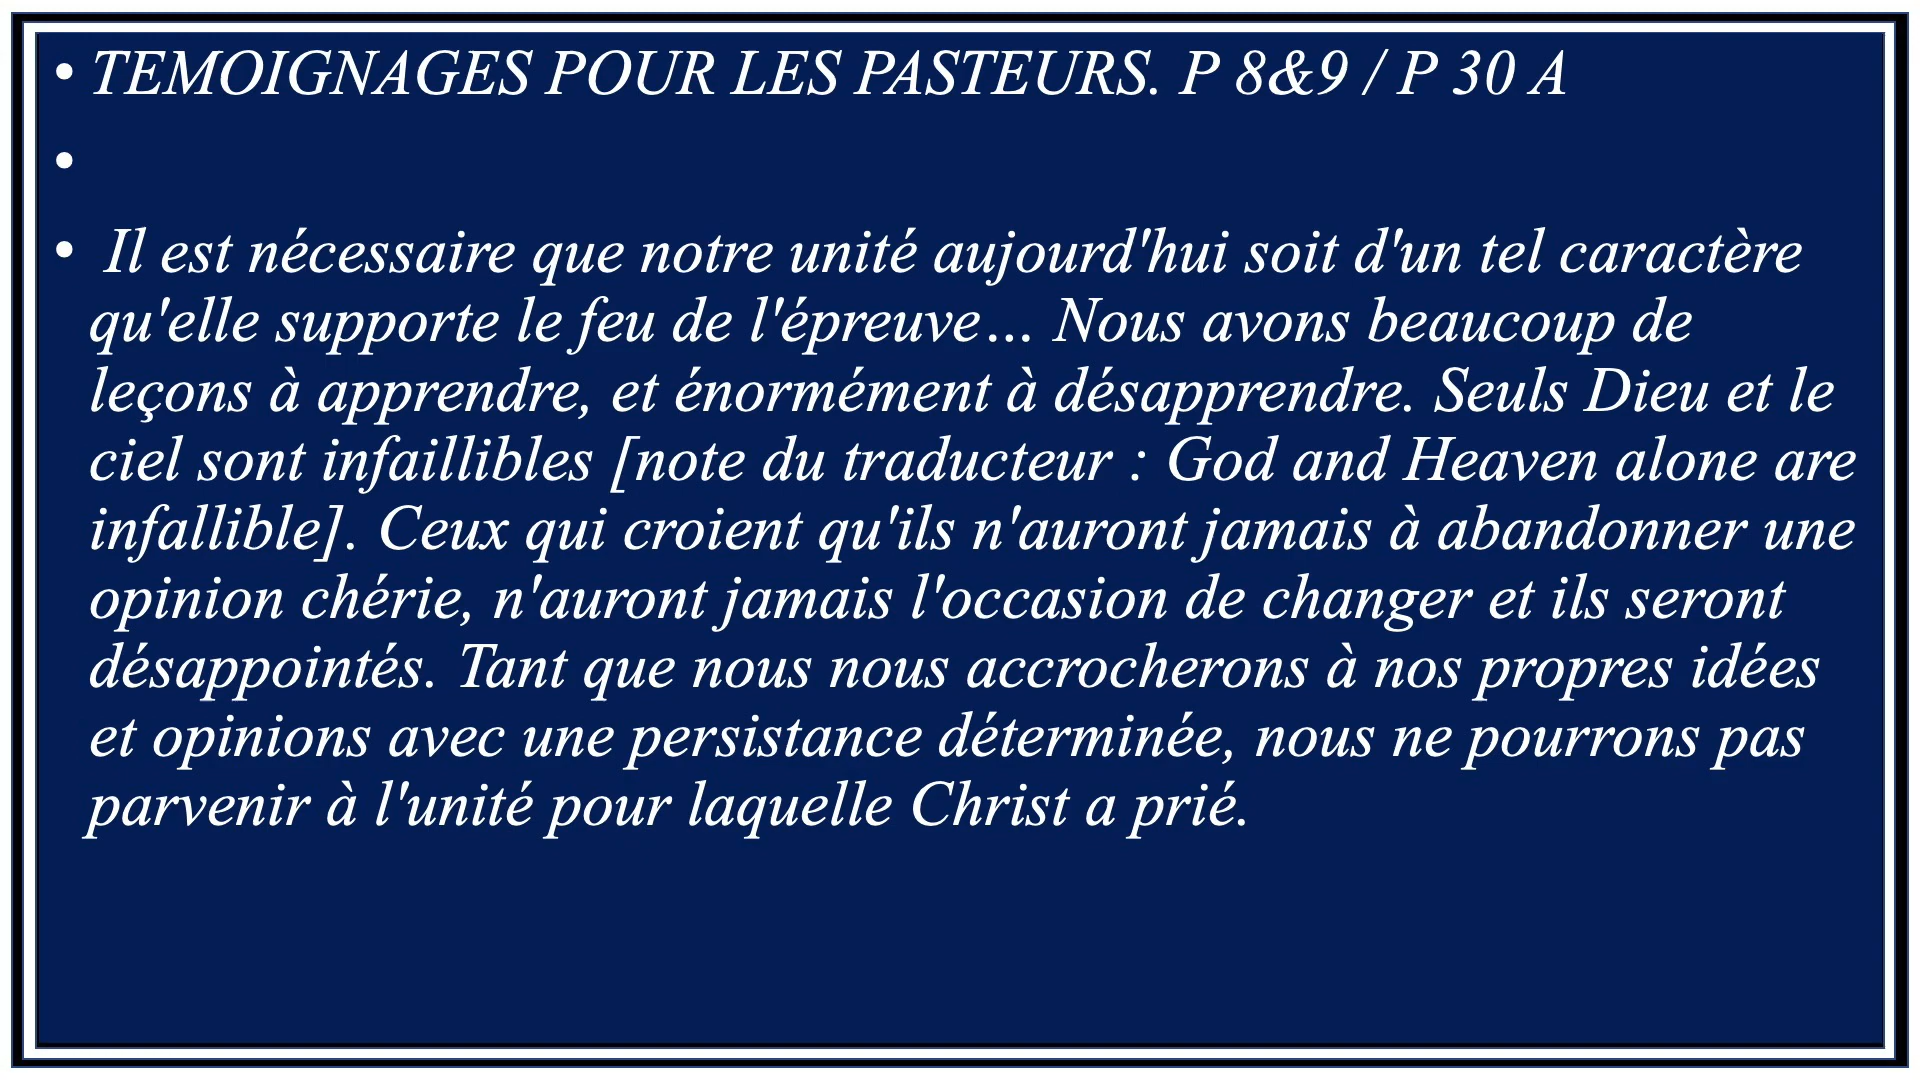 • TEMOIGNAGES POUR LES PASTEURS. P 8&9 / P 30 A
•
• Il est nécessaire que notre unité aujourd'hui soit d'un tel caractère
qu'elle supporte le feu de l'épreuve… Nous avons beaucoup de
leçons à apprendre, et énormément à désapprendre. Seuls Dieu et le
ciel sont infaillibles [note du traducteur : God and Heaven alone are
infallible]. Ceux qui croient qu'ils n'auront jamais à abandonner une
opinion chérie, n'auront jamais l'occasion de changer et ils seront
désappointés. Tant que nous nous accrocherons à nos propres idées
et opinions avec une persistance déterminée, nous ne pourrons pas
parvenir à l'unité pour laquelle Christ a prié.